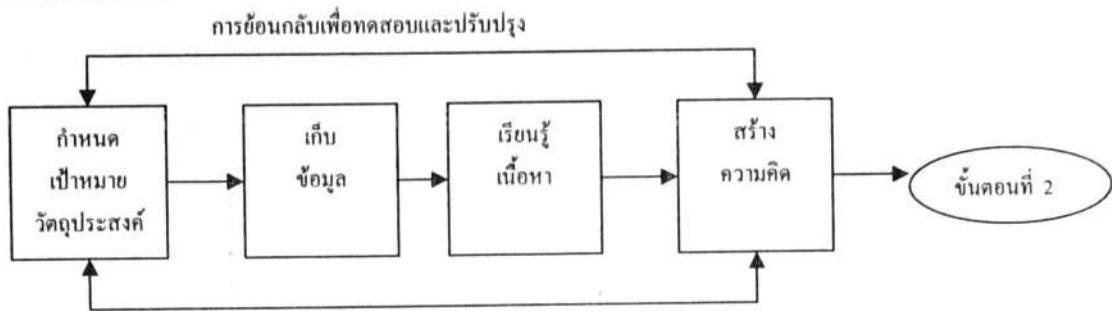 การย้อนกลับเพื่อทดสอบและปรับปรุง
กำหนด
เป้าหมาย
วัตถุประสงค์
เก็บ
ข้อมูล
เรียนรู้
เนื้อหา
สร้าง
ความคิด
ขั้นตอนที่ 2